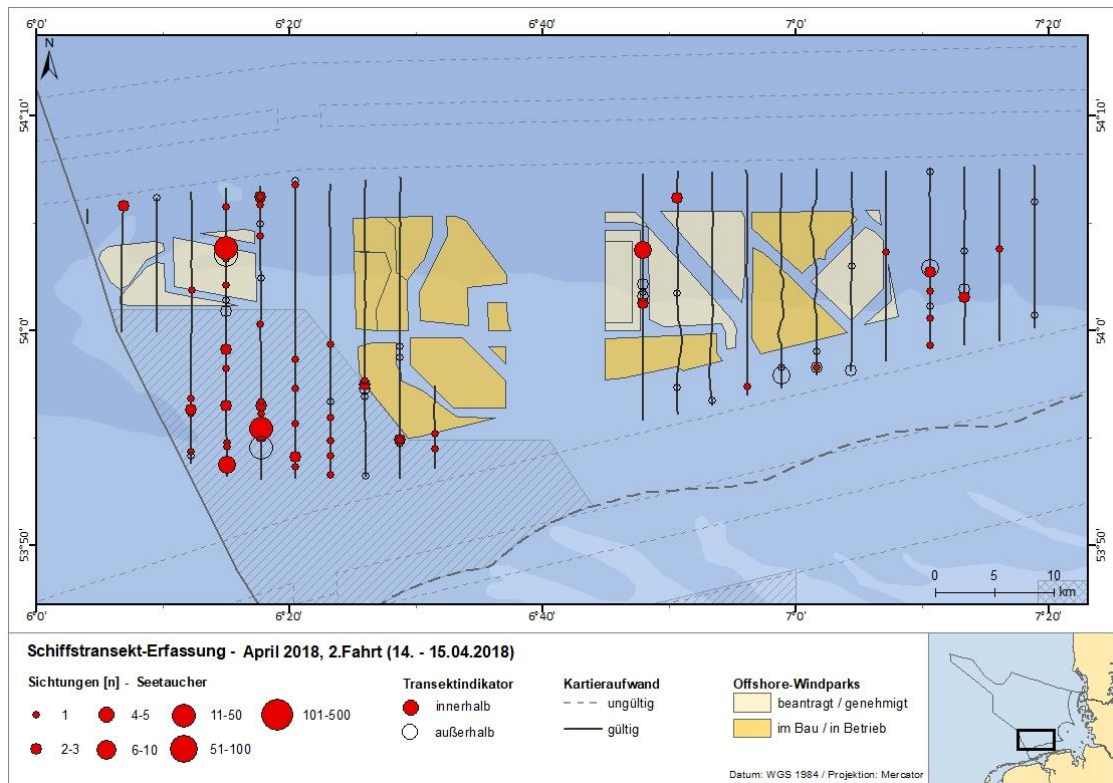 6°0' 6°20' 6°40' 7°0' 7°20'
N
54°10' 54°10'
54°0' 54°0'
53°50' 53°50'
0 5 10
km
6°0' 6°20' 6°40' 7°0' 7°20'
Schiffstransekt-Erfassung - April 2018, 2.Fahrt (14. - 15.04.2018)
Sichtungen [n] - Seetaucher
1
4-5
11-50
101-500
2-3
6-10
51-100
Transektindikator
innerhalb
außerhalb
Kartieraufwand
ungültig
gültig
Offshore-Windparks
beantragt / genehmigt
im Bau / in Betrieb
Datum: WGS 1984 / Projektion: Mercator